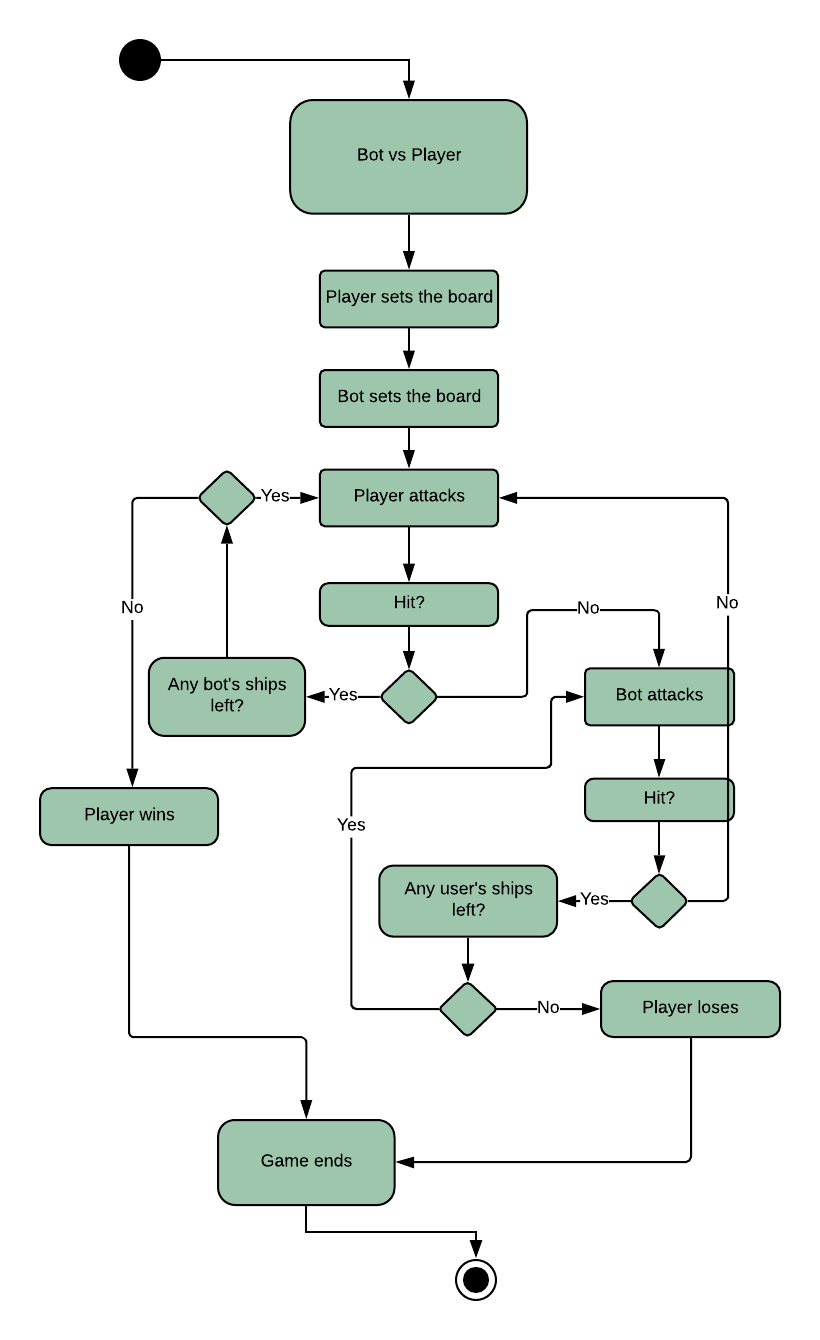 Bot vs Player
Player sets the board
Bot sets the board
Yes
Player attacks
Hit?
No
No
No
Any bot's ships
left?
Yes
Bot attacks
Hit?
Player wins
Yes
Any user's ships
left?
Yes
No
Player loses
Game ends